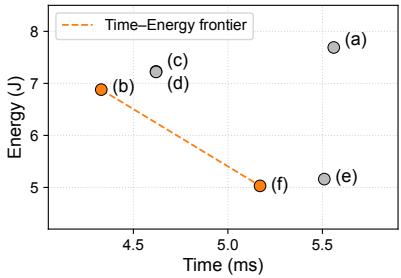 Time–Energy frontier
(a)
(c)
(b)
(d)
(e)
(f)
8
7
6
5
Energy (J)
4.5 5.0 5.5
Time (ms)